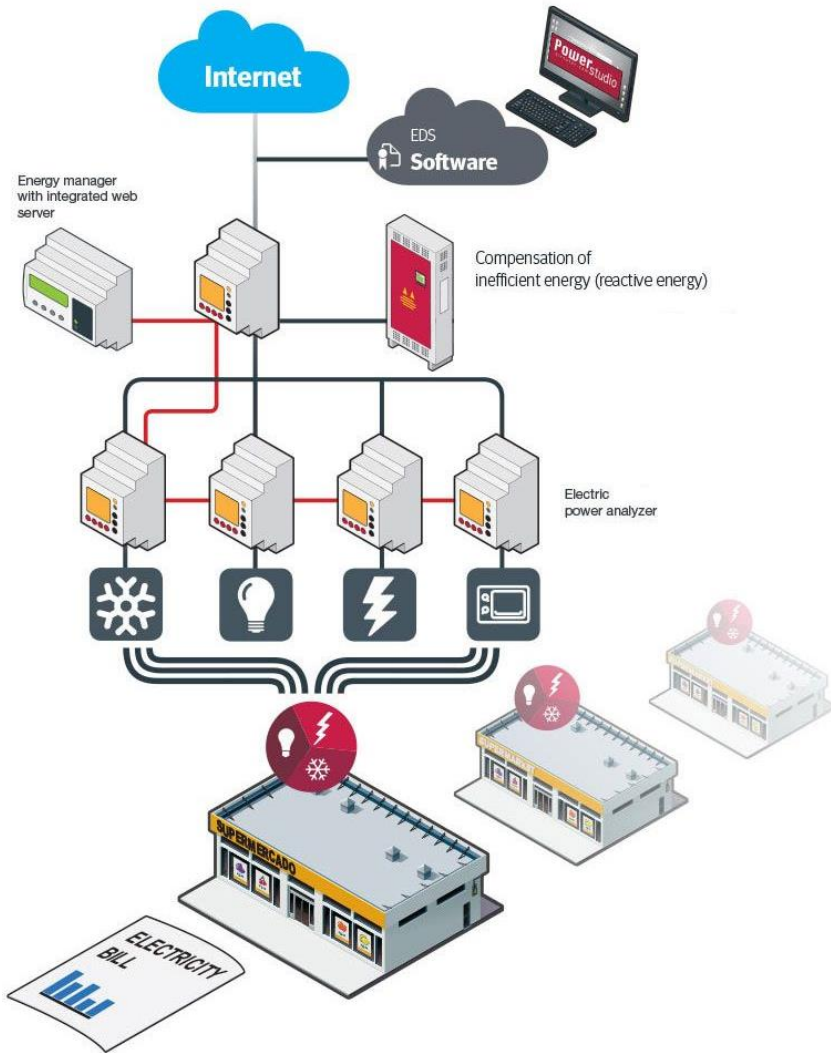 Internet
Power
studio
EDS
Software
Energy manager
with integrated web
server
Compensation of
inefficient energy (reactive energy)
Electric
power analyzer
SUPERMARKET
SUPERMERCADO
ELECTRICITY
BILL